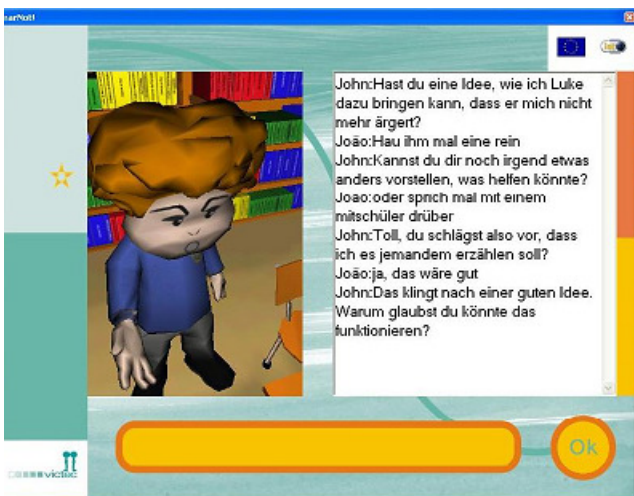 John:Hast du eine Idee, wie ich Luke
dazu bringen kann, dass er mich nicht
mehr ärgert?
João:Hau ihm mal eine rein
John:Kannst du dir noch irgend etwas
anders vorstellen, was helfen könnte?
João:oder sprich mal mit einem
mitschüler drüber
John:Toll, du schlägst also vor, dass
ich es jemandem erzählen soll?
João:ja, das wäre gut
John:Das klingt nach einer guten Idee.
Warum glaubst du könnte das
funktionieren?
Ok
victec